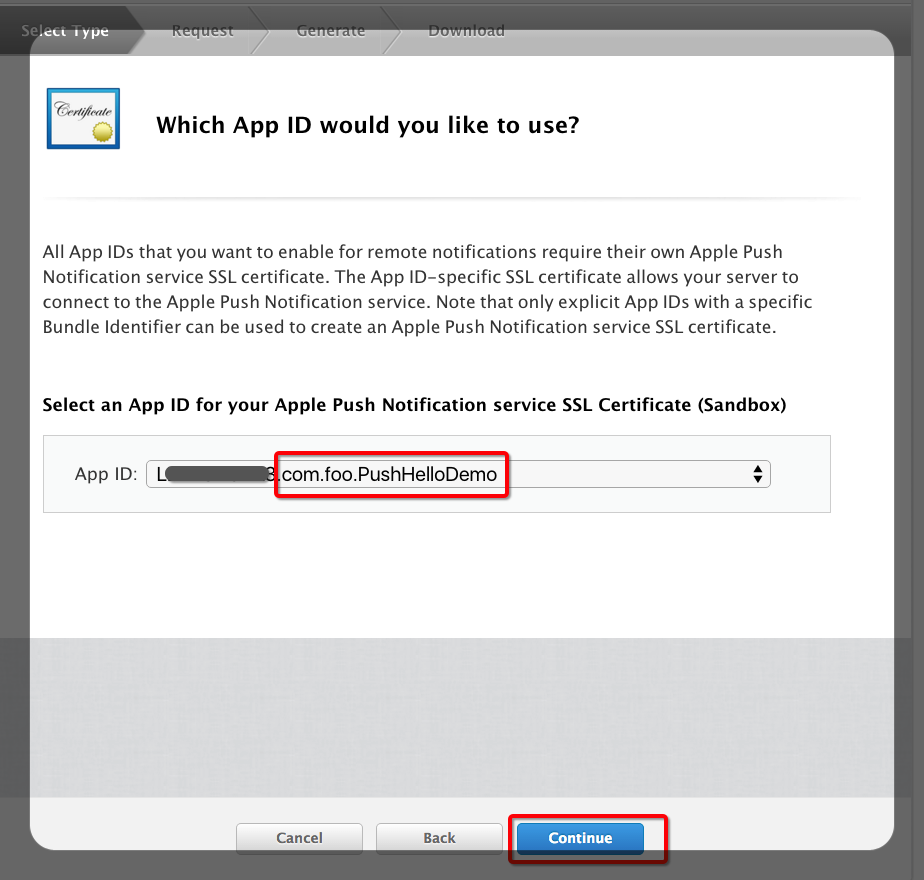 Select Type Request Generate Download
Certificate
Which App ID would you like to use?
All App IDs that you want to enable for remote notifications require their own Apple Push
Notification service SSL certificate. The App ID-specific SSL certificate allows your server to
connect to the Apple Push Notification service. Note that only explicit App IDs with a specific
Bundle Identifier can be used to create an Apple Push Notification service SSL certificate.
Select an App ID for your Apple Push Notification service SSL Certificate (Sandbox)
App ID: .com.foo.PushHelloDemo
Cancel Back Continue